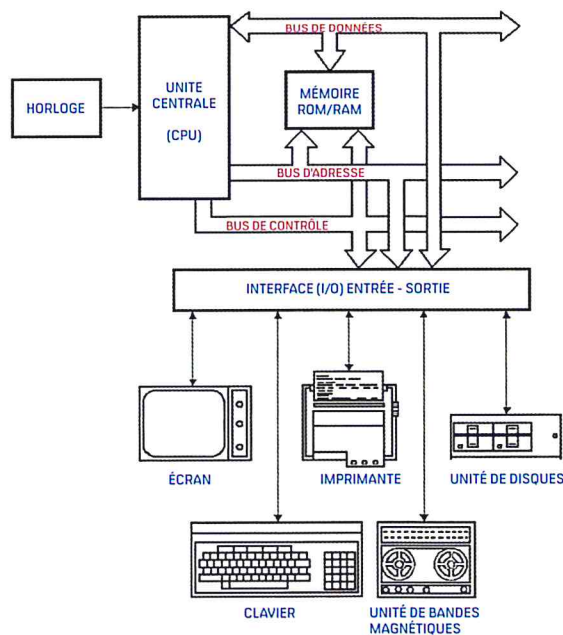 BUS DE DONNÉES
UNITE
CENTRALE
(CPU)
HORLOGE
MÉMOIRE
ROM/RAM
BUS D'ADRESSE
BUS DE CONTRÔLE
INTERFACE (I/O) ENTRÉE - SORTIE
ÉCRAN
IMPRIMANTE
UNITÉ DE DISQUES
CLAVIER
UNITÉ DE BANDES
MAGNÉTIQUES